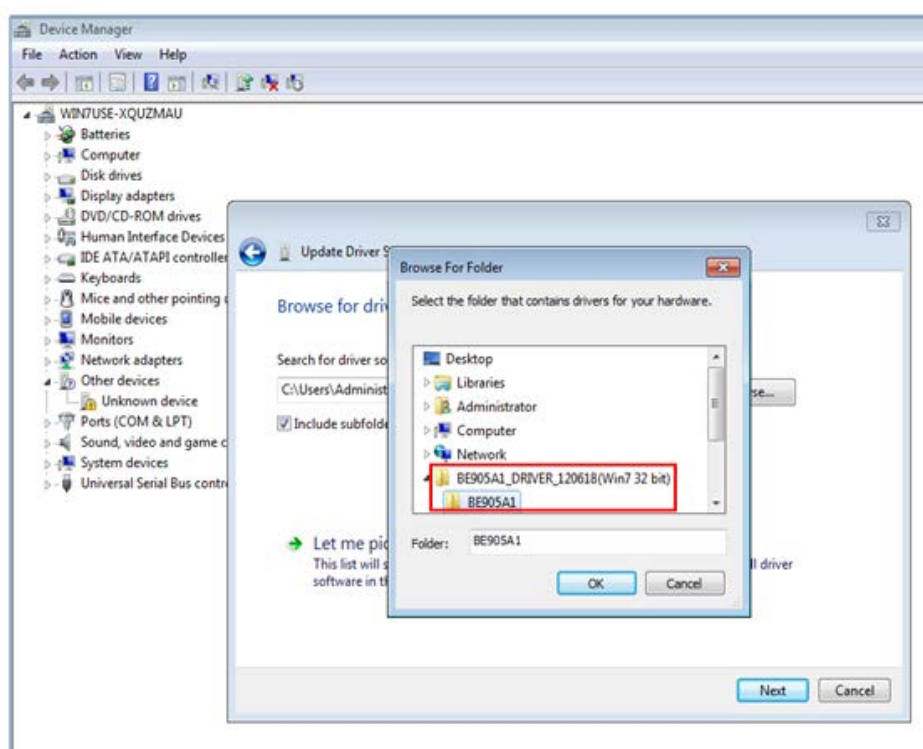 Device Manager
File Action View Help
WIN7USE-XQUZMAU
Batteries
Computer
Disk drives
Display adapters
DVD/CD-ROM drives
Human Interface Devices
IDE ATA/ATAPI controller
Keyboards
Mice and other pointing
Mobile devices
Monitors
Network adapters
Other devices
Unknown device
Ports (COM & LPT)
Sound, video and game c
System devices
Universal Serial Bus contr
Update Driver S
Browse for driv
Search for driver so
C:\Users\Administ
se...
Include subfolde
Let me pic
This list will s
ll driver
software in th
Next Cancel
Browse For Folder
Select the folder that contains drivers for your hardware.
Desktop
Libraries
Administrator
Computer
Network
BE905A1_DRIVER_120618(Win7 32 bit)
BE905A1
Folder: BE905A1
OK Cancel